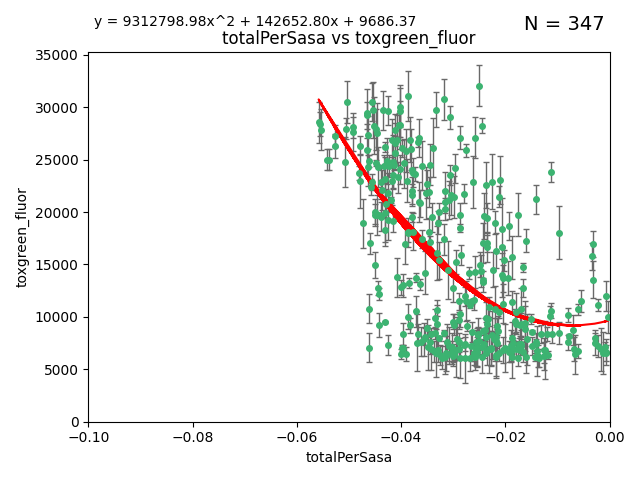 y = 9312798.98x^2 + 142652.80x + 9686.37
N = 347
totalPerSasa vs toxgreen_fluor
35000
30000
25000
20000
15000
10000
5000
0
toxgreen_fluor
−0.10
−0.08
−0.06
−0.04
−0.02
0.00
totalPerSasa